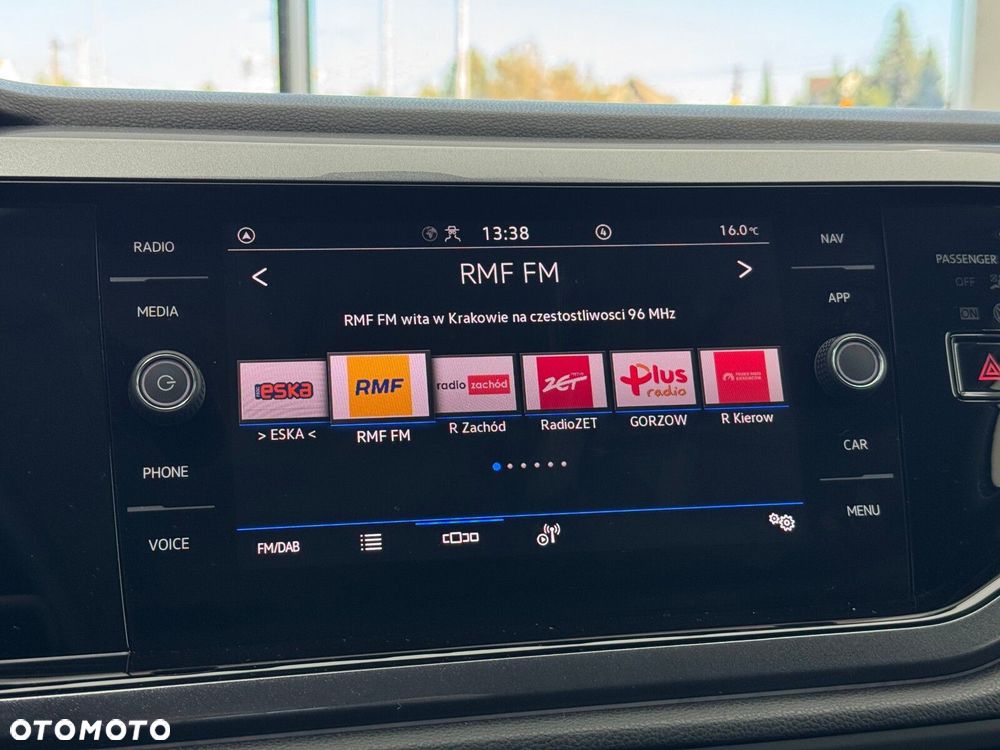 RADIO
MEDIA
PHONE
VOICE
13:38
4
16.0°C
< RMF FM >
RMF FM wita w Krakowie na czestostliwosci 96 MHz
ESKA
RMF
radio zachód
ZET
Plus radio
> ESKA <
RMF FM
R Zachód
RadioZET
GORZOW
R Kierow
FM/DAB
NAV
APP
CAR
MENU
PASSENGER
OFF
ON
OTOMOTO